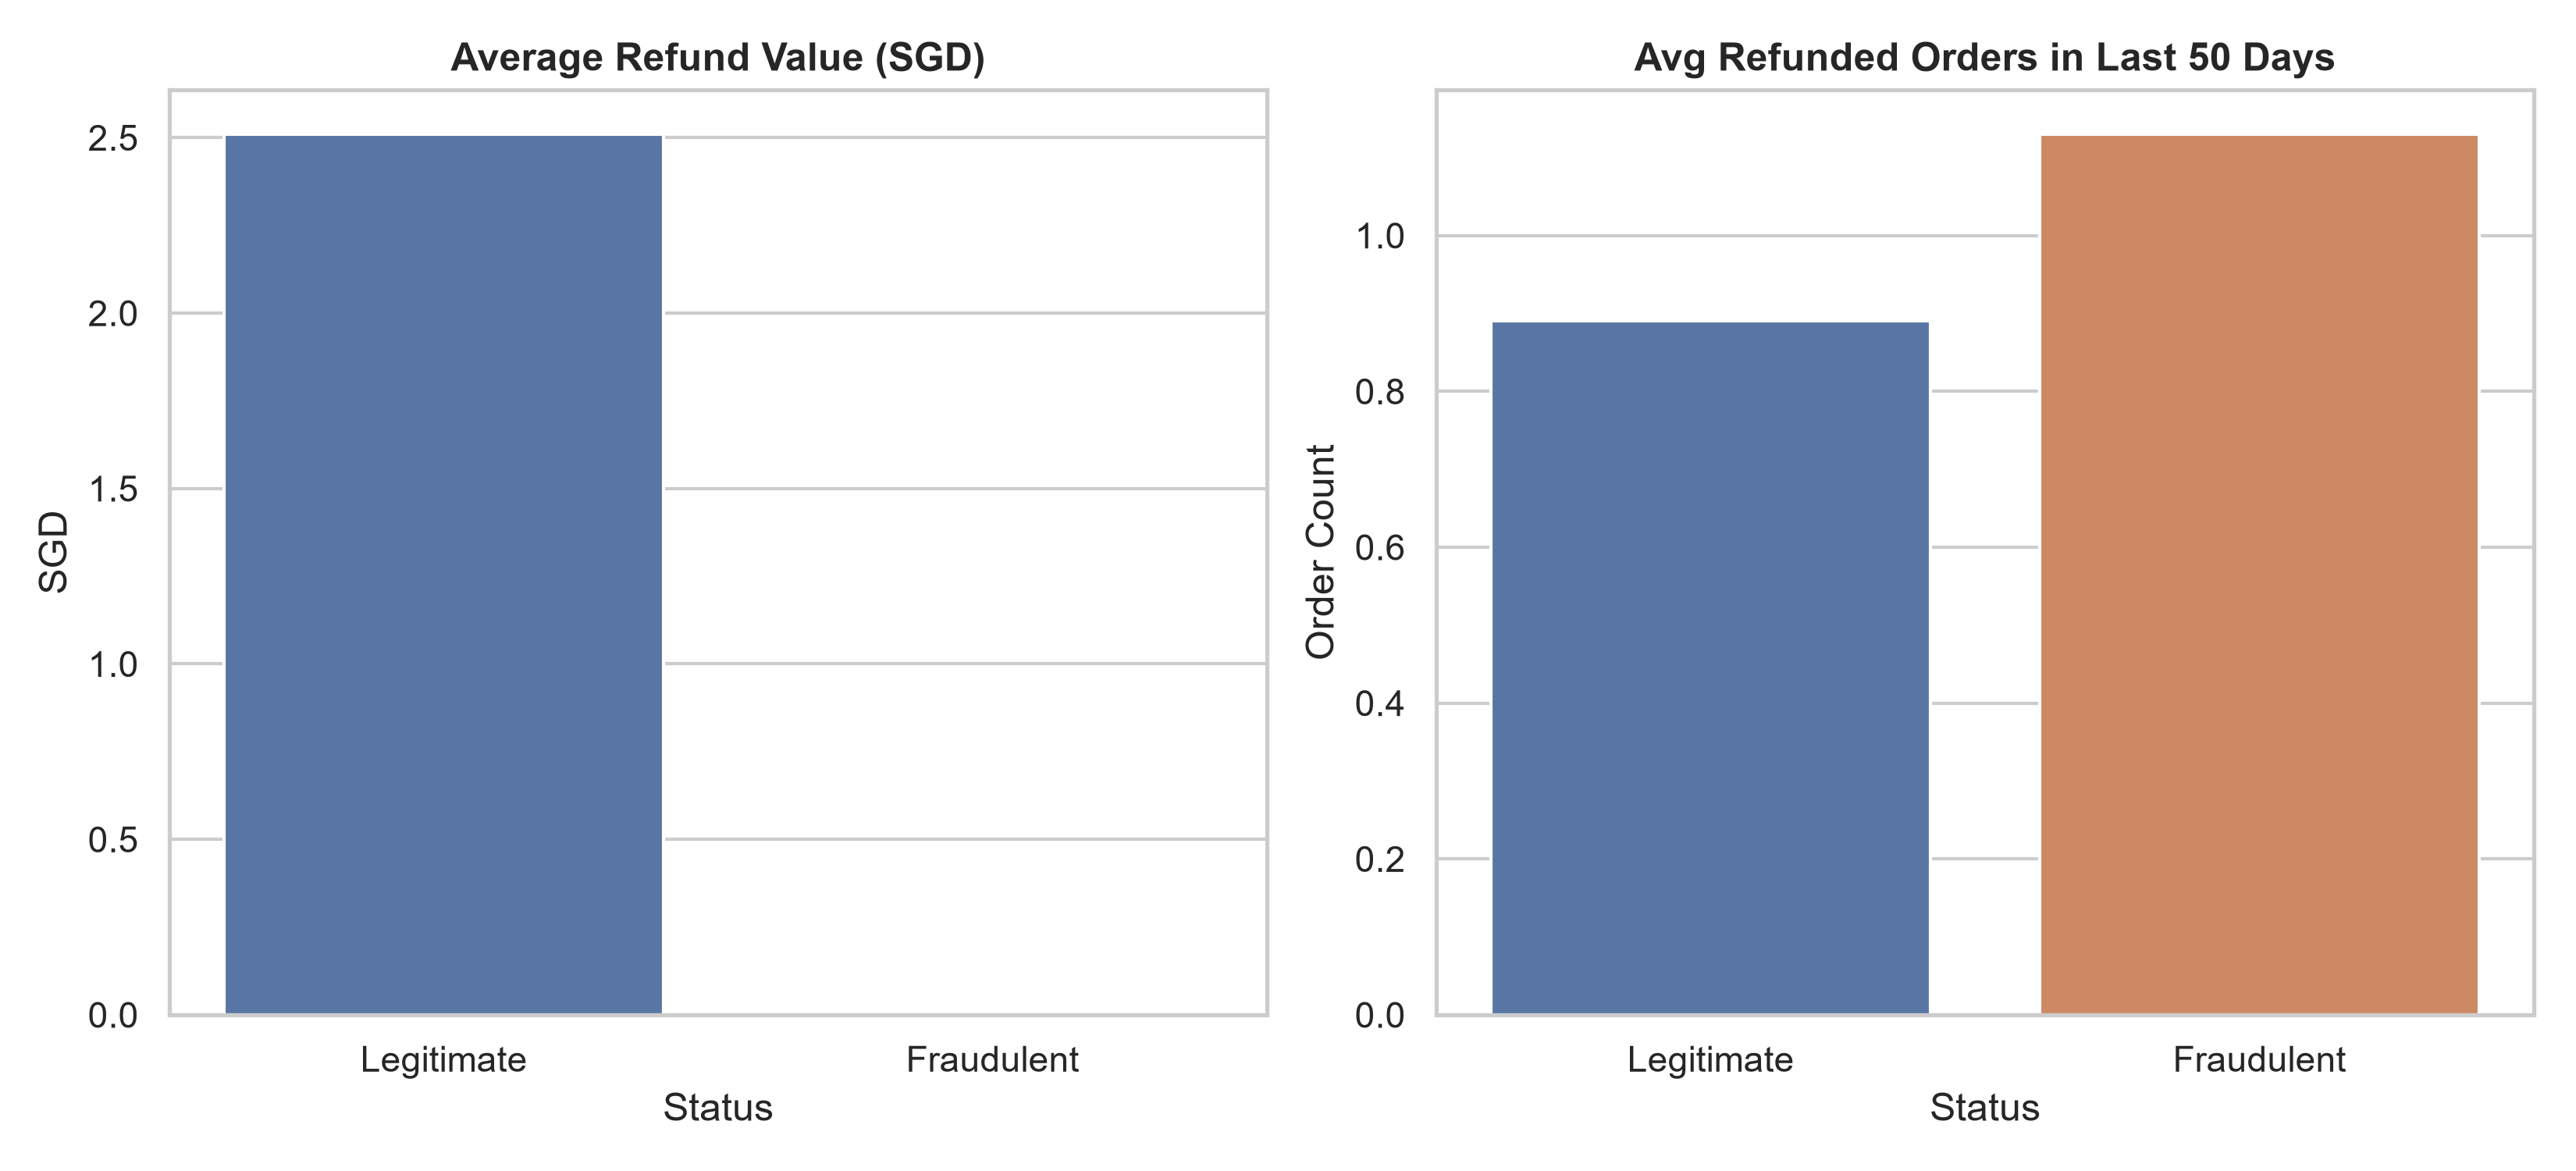 Average Refund Value (SGD)
2.5
2.0
1.5
1.0
0.5
0.0
SGD
Legitimate
Fraudulent
Status
Avg Refunded Orders in Last 50 Days
1.0
0.8
0.6
0.4
0.2
0.0
Order Count
Legitimate
Fraudulent
Status